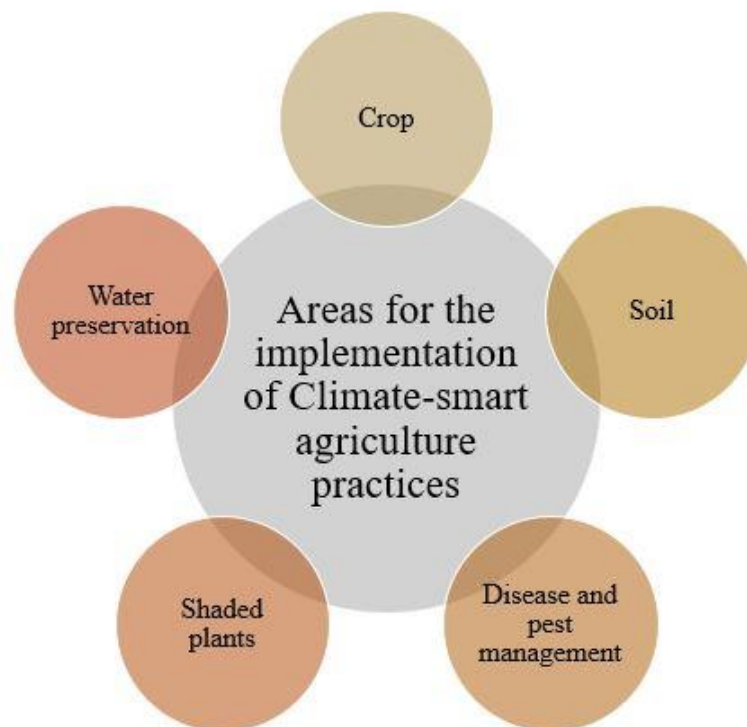 Crop
Water
preservation
Areas for the
implementation
of Climate-smart
agriculture
practices
Soil
Shaded
plants
Disease and
pest
management